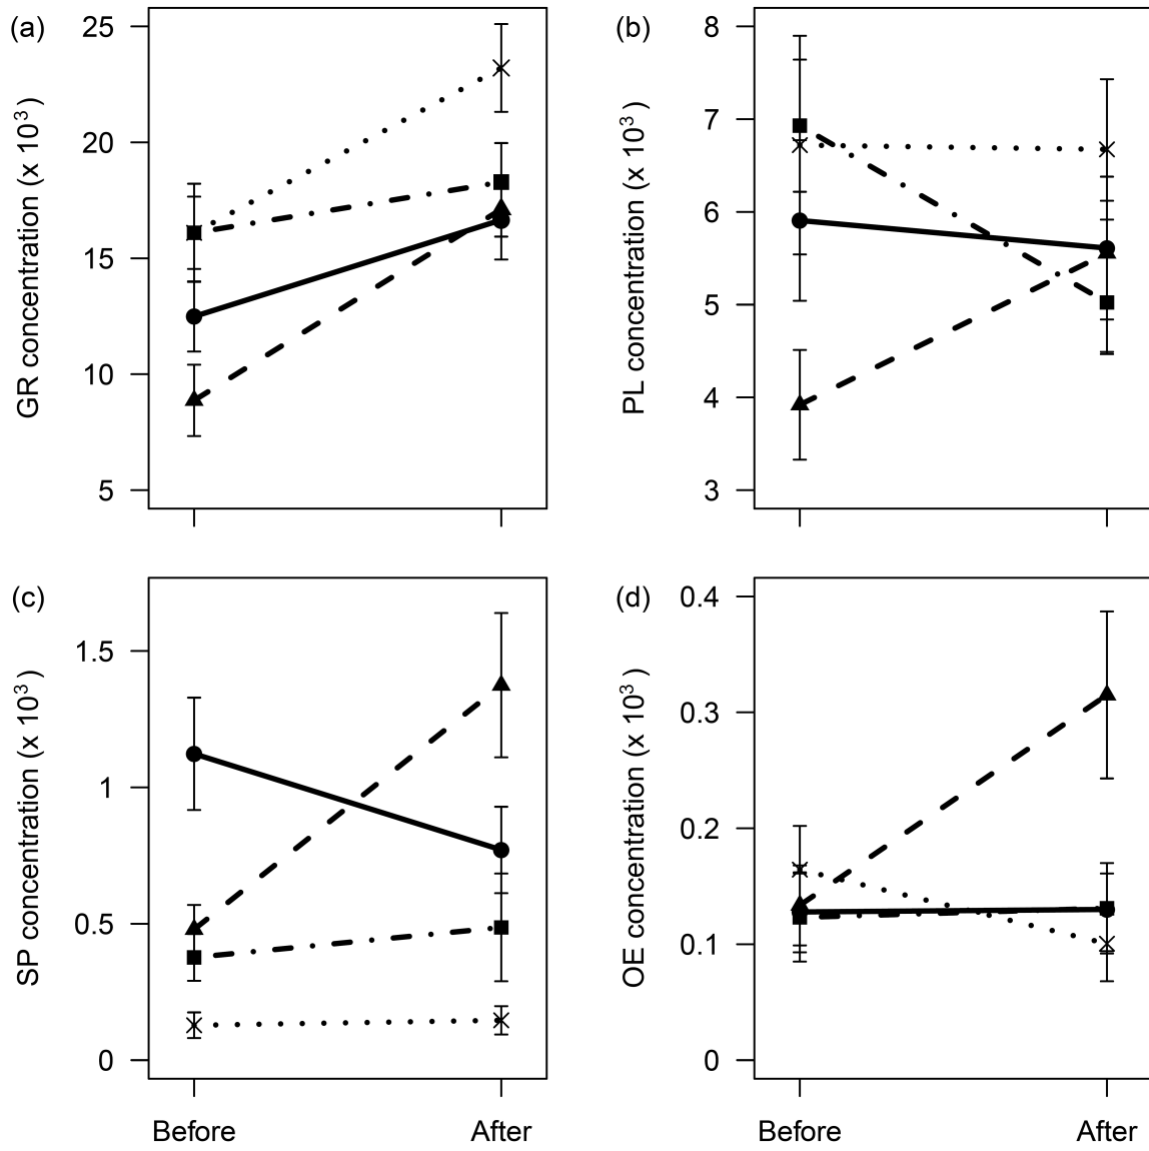 (a)
GR concentration (x 10³ )
25
20
15
10
5
(b)
PL concentration (x 10³ )
8
7
6
5
4
3
(c)
SP concentration (x 10³ )
1.5
1
0.5
0
Before
After
(d)
OE concentration (x 10³ )
0.4
0.3
0.2
0.1
0
Before
After